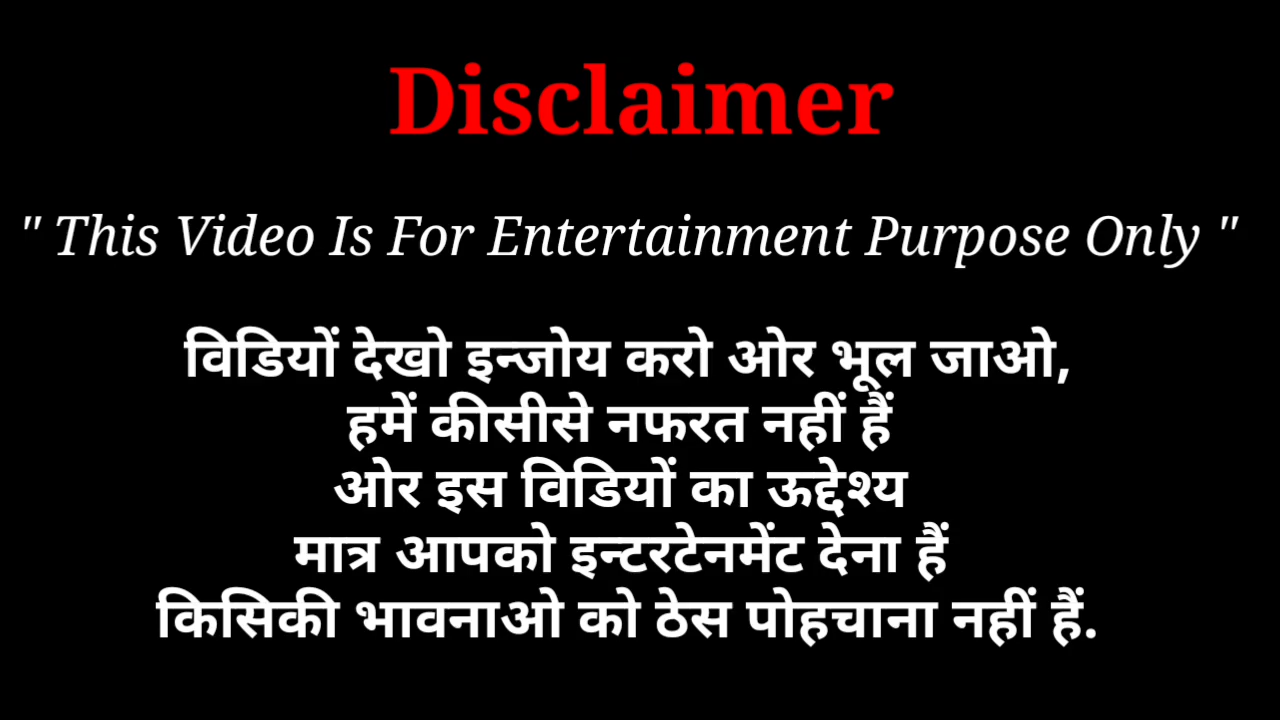 Disclaimer
" This Video Is For Entertainment Purpose Only "
विडियों देखो इन्जोय करो ओर भूल जाओ,
हमें कीसीसे नफरत नहीं हैं
ओर इस विडियों का ऊद्देश्य
मात्र आपको इन्टरटेनमेंट देना हैं
किसिकी भावनाओ को ठेस पोहचाना नहीं हैं.